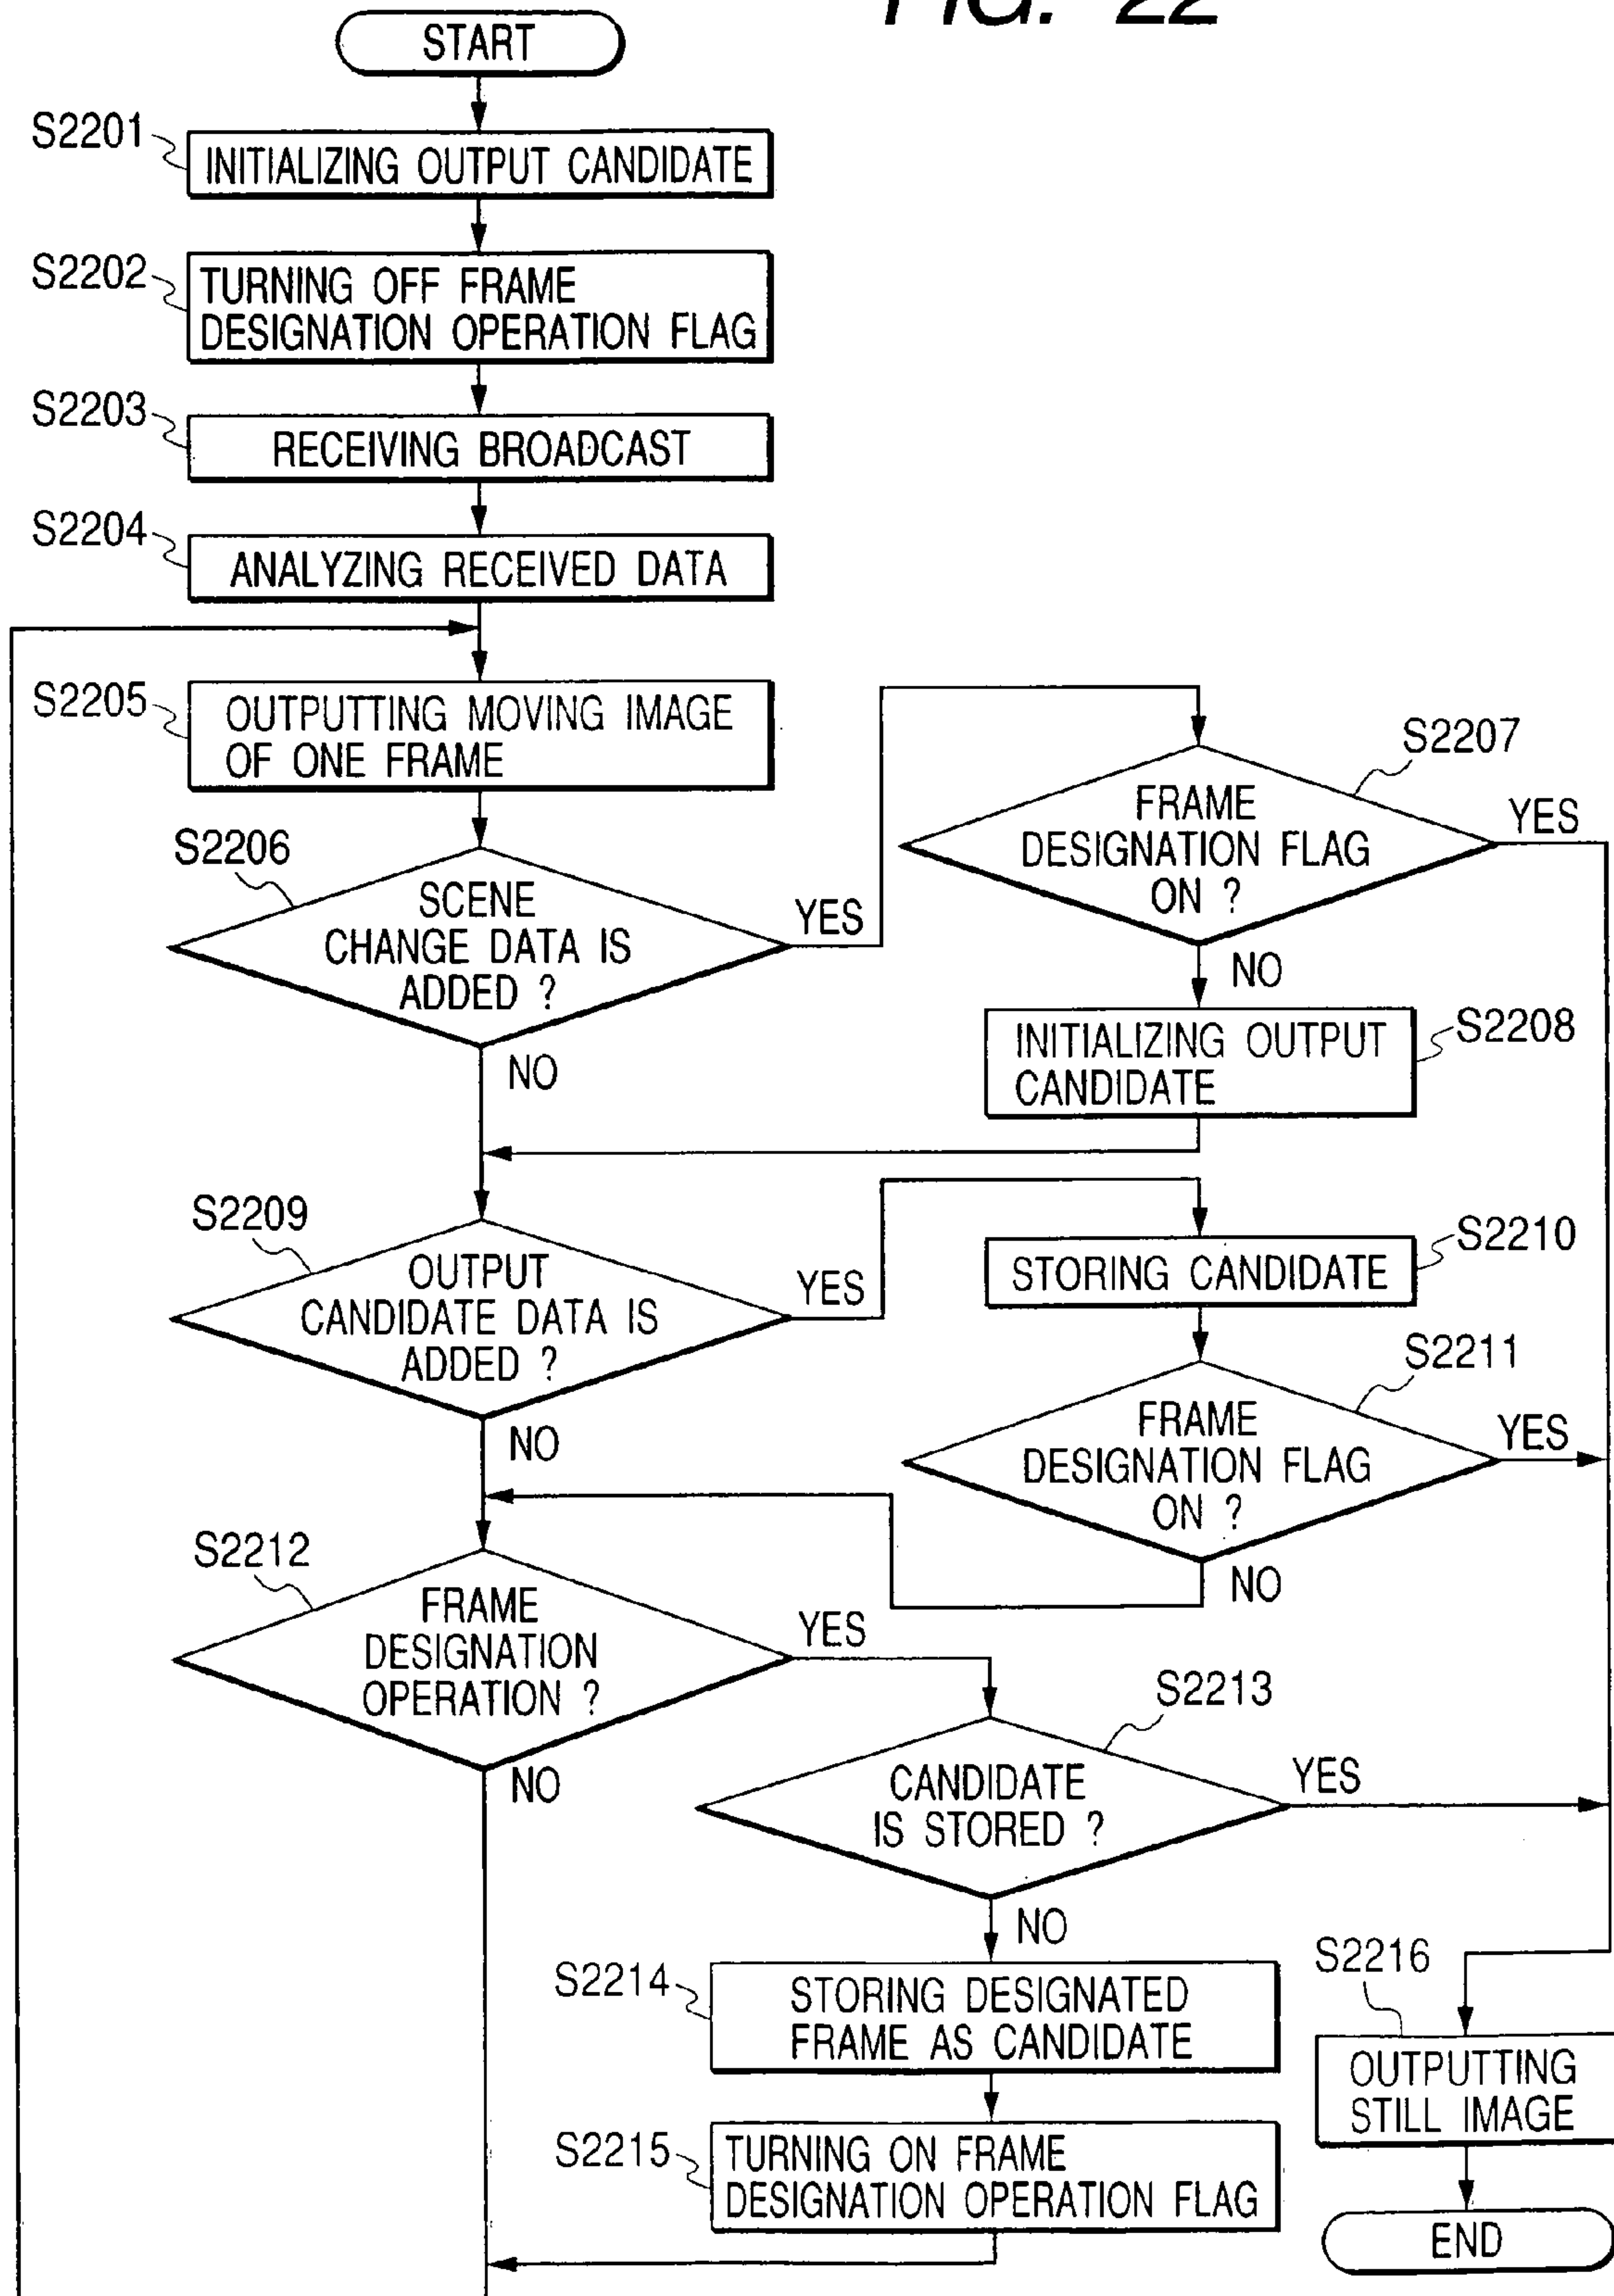 FIG. 22
START
S2201
INITIALIZING OUTPUT CANDIDATE
S2202
TURNING OFF FRAME
DESIGNATION OPERATION FLAG
S2203
RECEIVING BROADCAST
S2204
ANALYZING RECEIVED DATA
S2205
OUTPUTTING MOVING IMAGE
OF ONE FRAME
S2206
SCENE
CHANGE DATA IS
ADDED ?
YES
NO
S2207
FRAME
DESIGNATION FLAG
ON ?
YES
NO
S2208
INITIALIZING OUTPUT
CANDIDATE
S2209
OUTPUT
CANDIDATE DATA IS
ADDED ?
YES
NO
S2210
STORING CANDIDATE
S2211
FRAME
DESIGNATION FLAG
ON ?
YES
NO
S2212
FRAME
DESIGNATION
OPERATION ?
YES
NO
S2213
CANDIDATE
IS STORED ?
YES
NO
S2214
STORING DESIGNATED
FRAME AS CANDIDATE
S2215
TURNING ON FRAME
DESIGNATION OPERATION FLAG
S2216
OUTPUTTING
STILL IMAGE
END